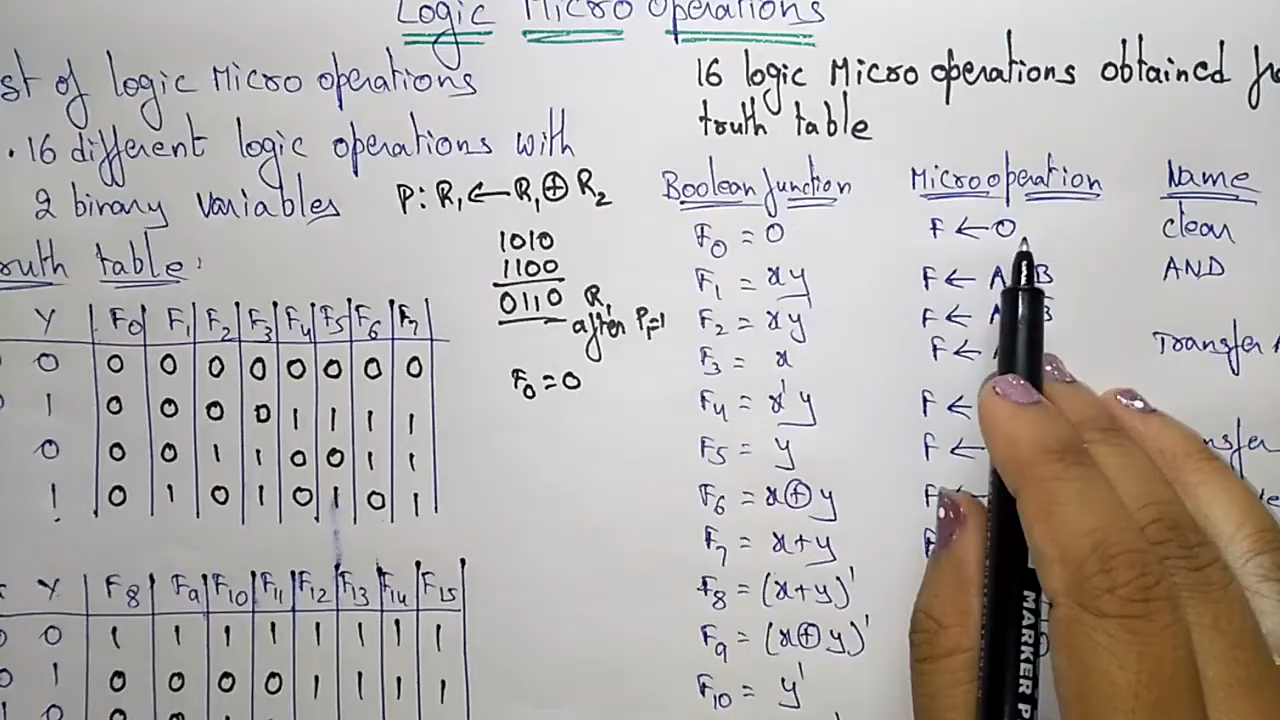 Logic Micro Operations
st of logic Micro operations
• 16 different logic operations with
2 binary variables
P: R₁ ← R₁ ⊕ R₂
1010
1100
0110 R₁
after P=1
F₀ = 0
ruth table:
Y F₀ F₁ F₂ F₃ F₄ F₅ F₆ F₇
0 0 0 0 0 0 0 0 0
1 0 0 0 0 1 1 1 1
0 0 0 1 1 0 0 1 1
1 0 1 0 1 0 1 0 1
Y F₈ F₉ F₁₀ F₁₁ F₁₂ F₁₃ F₁₄ F₁₅
0 0 1 1 1 1 1 1 1 1
0 1 0 0 0 0 1 1 1 1
16 logic Micro operations obtained fr
truth table
Boolean function Microoperation Name
F₀ = 0 F ← 0 clear
F₁ = xy F ← A B AND
F₂ = xy F ←
F₃ = x F ← Transfer A
F₄ = x'y F ←
F₅ = y F ← nsfer
F₆ = x⊕y F
F₇ = x+y F
F₈ = (x+y)'
F₉ = (x⊕y)'
F₁₀ = y'
MARKER P